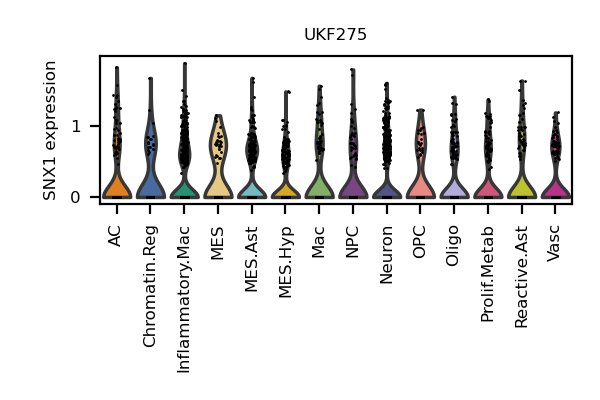 UKF275
SNX1 expression
1
0
AC
Chromatin.Reg
Inflammatory.Mac
MES
MES.Ast
MES.Hyp
Mac
NPC
Neuron
OPC
Oligo
Prolif.Metab
Reactive.Ast
Vasc